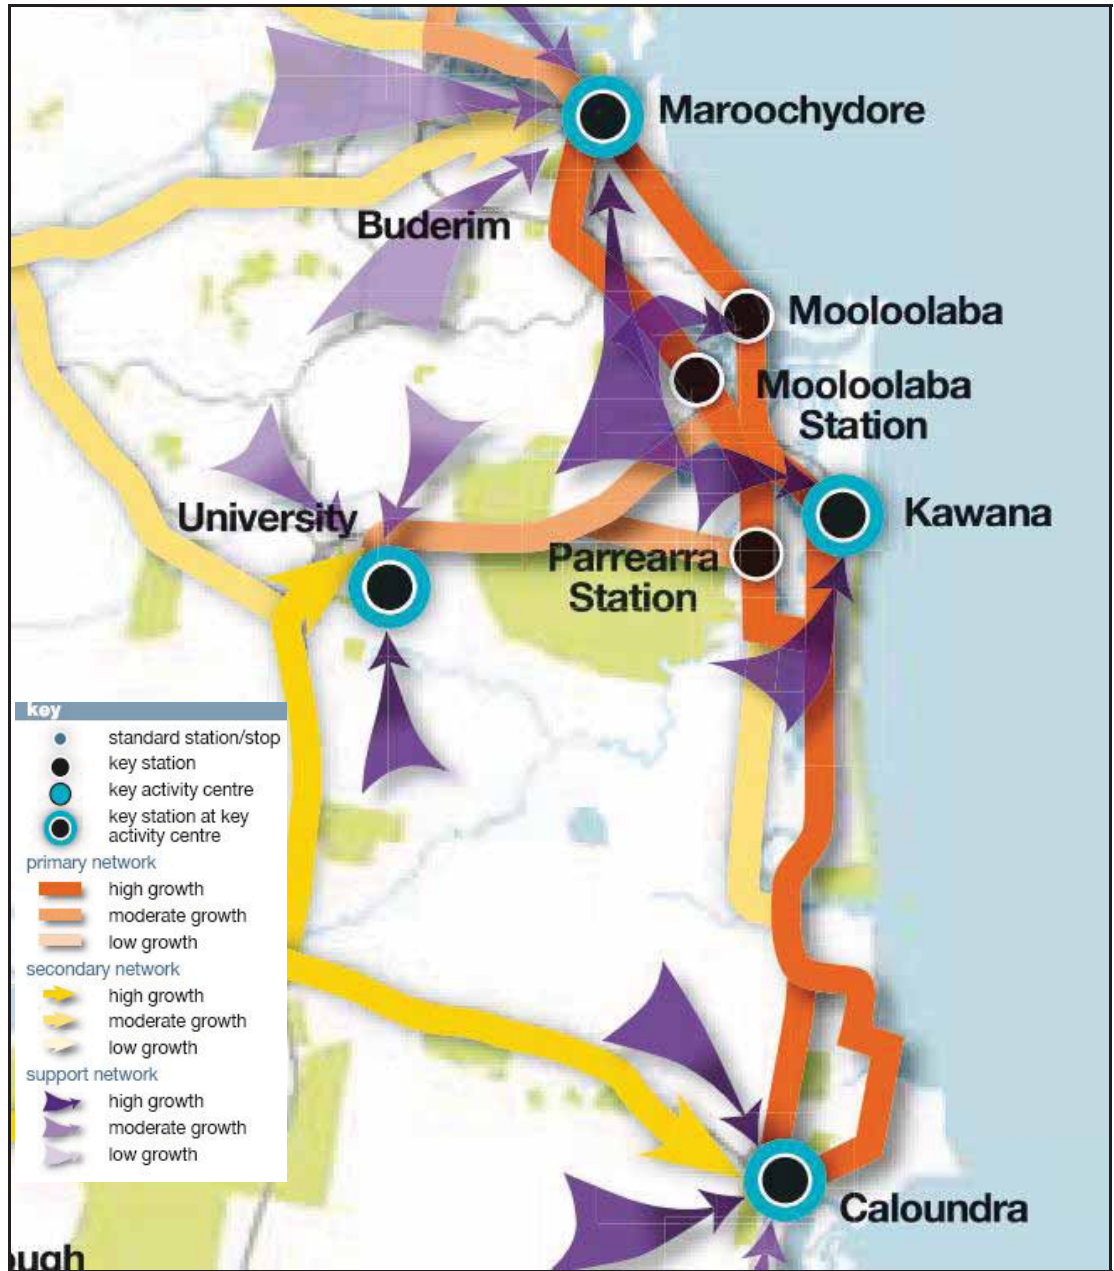 Maroochydore
Buderim
Mooloolaba
Mooloolaba
Station
University
Kawana
Parrearra
Station
key
standard station/stop
key station
key activity centre
key station at key
activity centre
primary network
high growth
moderate growth
low growth
secondary network
high growth
moderate growth
low growth
support network
high growth
moderate growth
low growth
Caloundra
ough